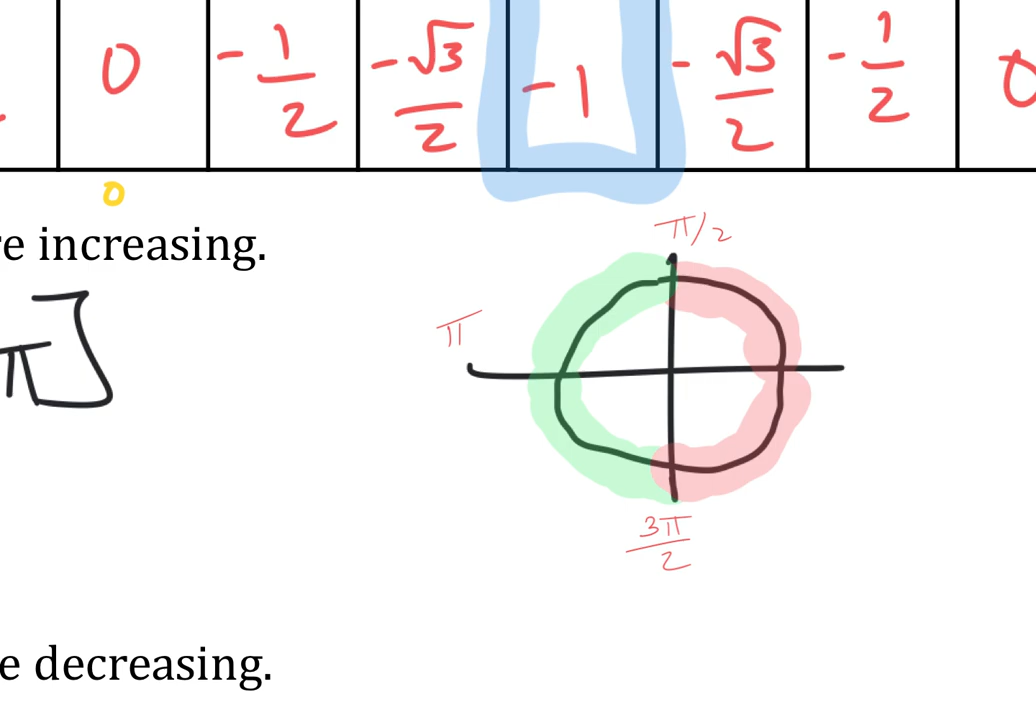 0 -1/2 -√3/2 -1 -√3/2 -1/2 0
0
e increasing.
π/2
π]
π
3π/2
e decreasing.